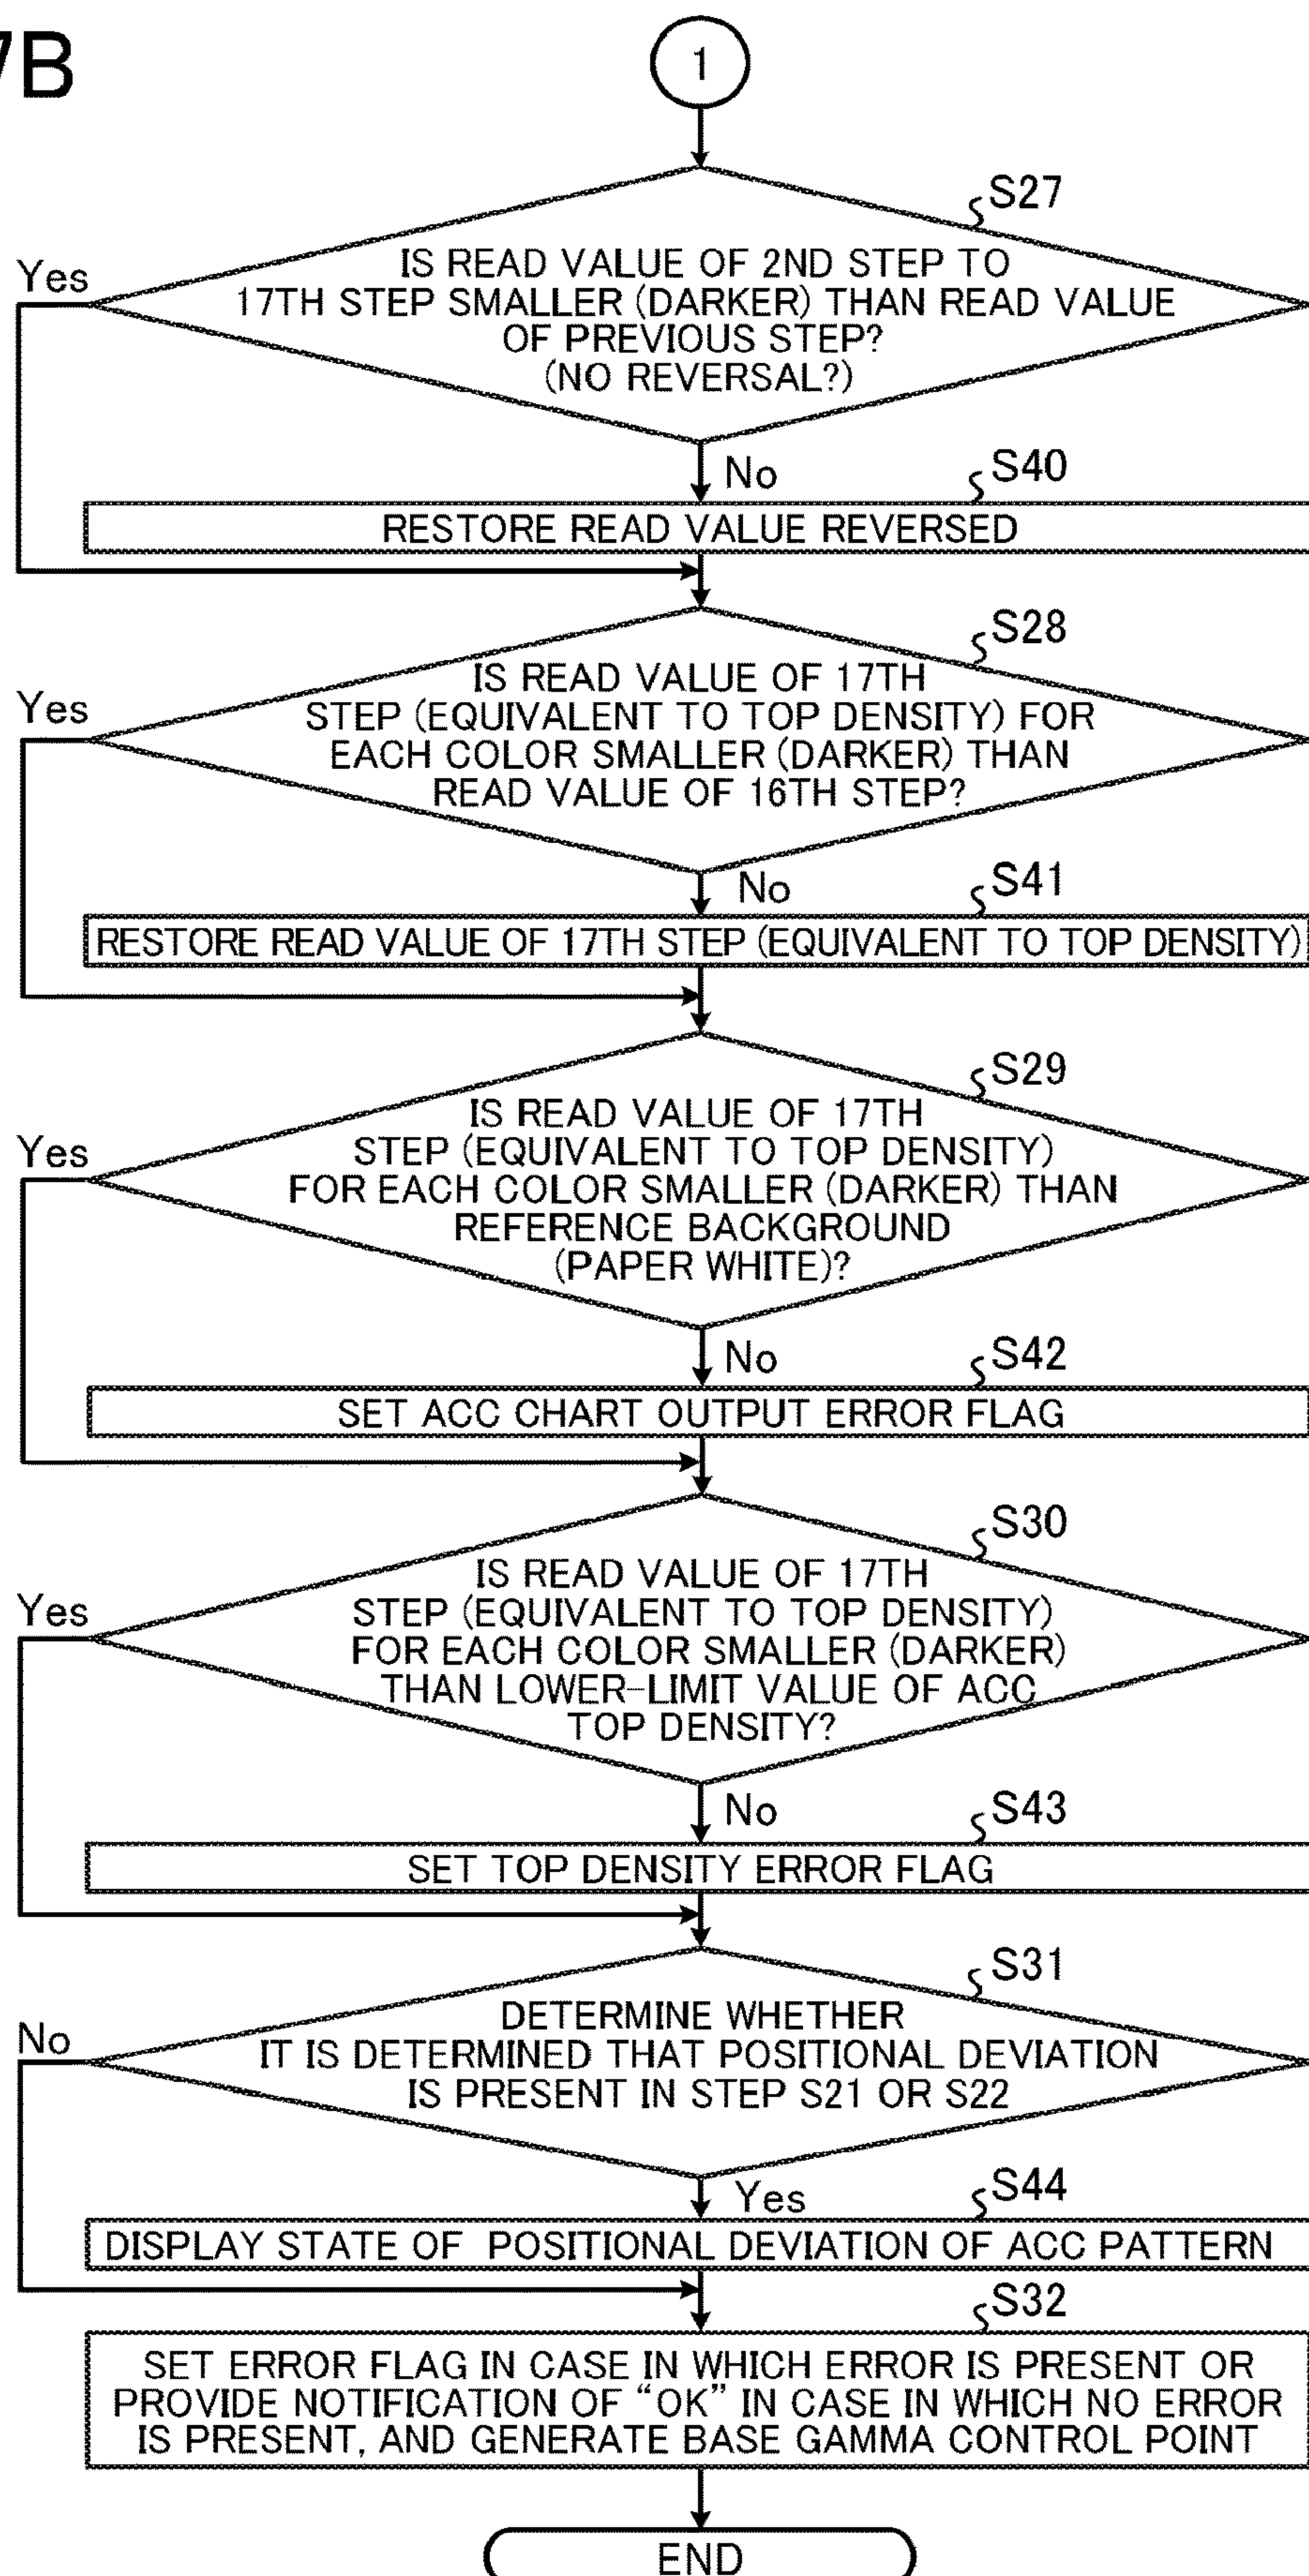 7B
1
S27
Yes
IS READ VALUE OF 2ND STEP TO
17TH STEP SMALLER (DARKER) THAN READ VALUE
OF PREVIOUS STEP?
(NO REVERSAL?)
No
S40
RESTORE READ VALUE REVERSED
S28
Yes
IS READ VALUE OF 17TH
STEP (EQUIVALENT TO TOP DENSITY) FOR
EACH COLOR SMALLER (DARKER) THAN
READ VALUE OF 16TH STEP?
No
S41
RESTORE READ VALUE OF 17TH STEP (EQUIVALENT TO TOP DENSITY)
S29
Yes
IS READ VALUE OF 17TH
STEP (EQUIVALENT TO TOP DENSITY)
FOR EACH COLOR SMALLER (DARKER) THAN
REFERENCE BACKGROUND
(PAPER WHITE)?
No
S42
SET ACC CHART OUTPUT ERROR FLAG
S30
Yes
IS READ VALUE OF 17TH
STEP (EQUIVALENT TO TOP DENSITY)
FOR EACH COLOR SMALLER (DARKER)
THAN LOWER-LIMIT VALUE OF ACC
TOP DENSITY?
No
S43
SET TOP DENSITY ERROR FLAG
S31
No
DETERMINE WHETHER
IT IS DETERMINED THAT POSITIONAL DEVIATION
IS PRESENT IN STEP S21 OR S22
Yes
S44
DISPLAY STATE OF POSITIONAL DEVIATION OF ACC PATTERN
S32
SET ERROR FLAG IN CASE IN WHICH ERROR IS PRESENT OR
PROVIDE NOTIFICATION OF “OK” IN CASE IN WHICH NO ERROR
IS PRESENT, AND GENERATE BASE GAMMA CONTROL POINT
END